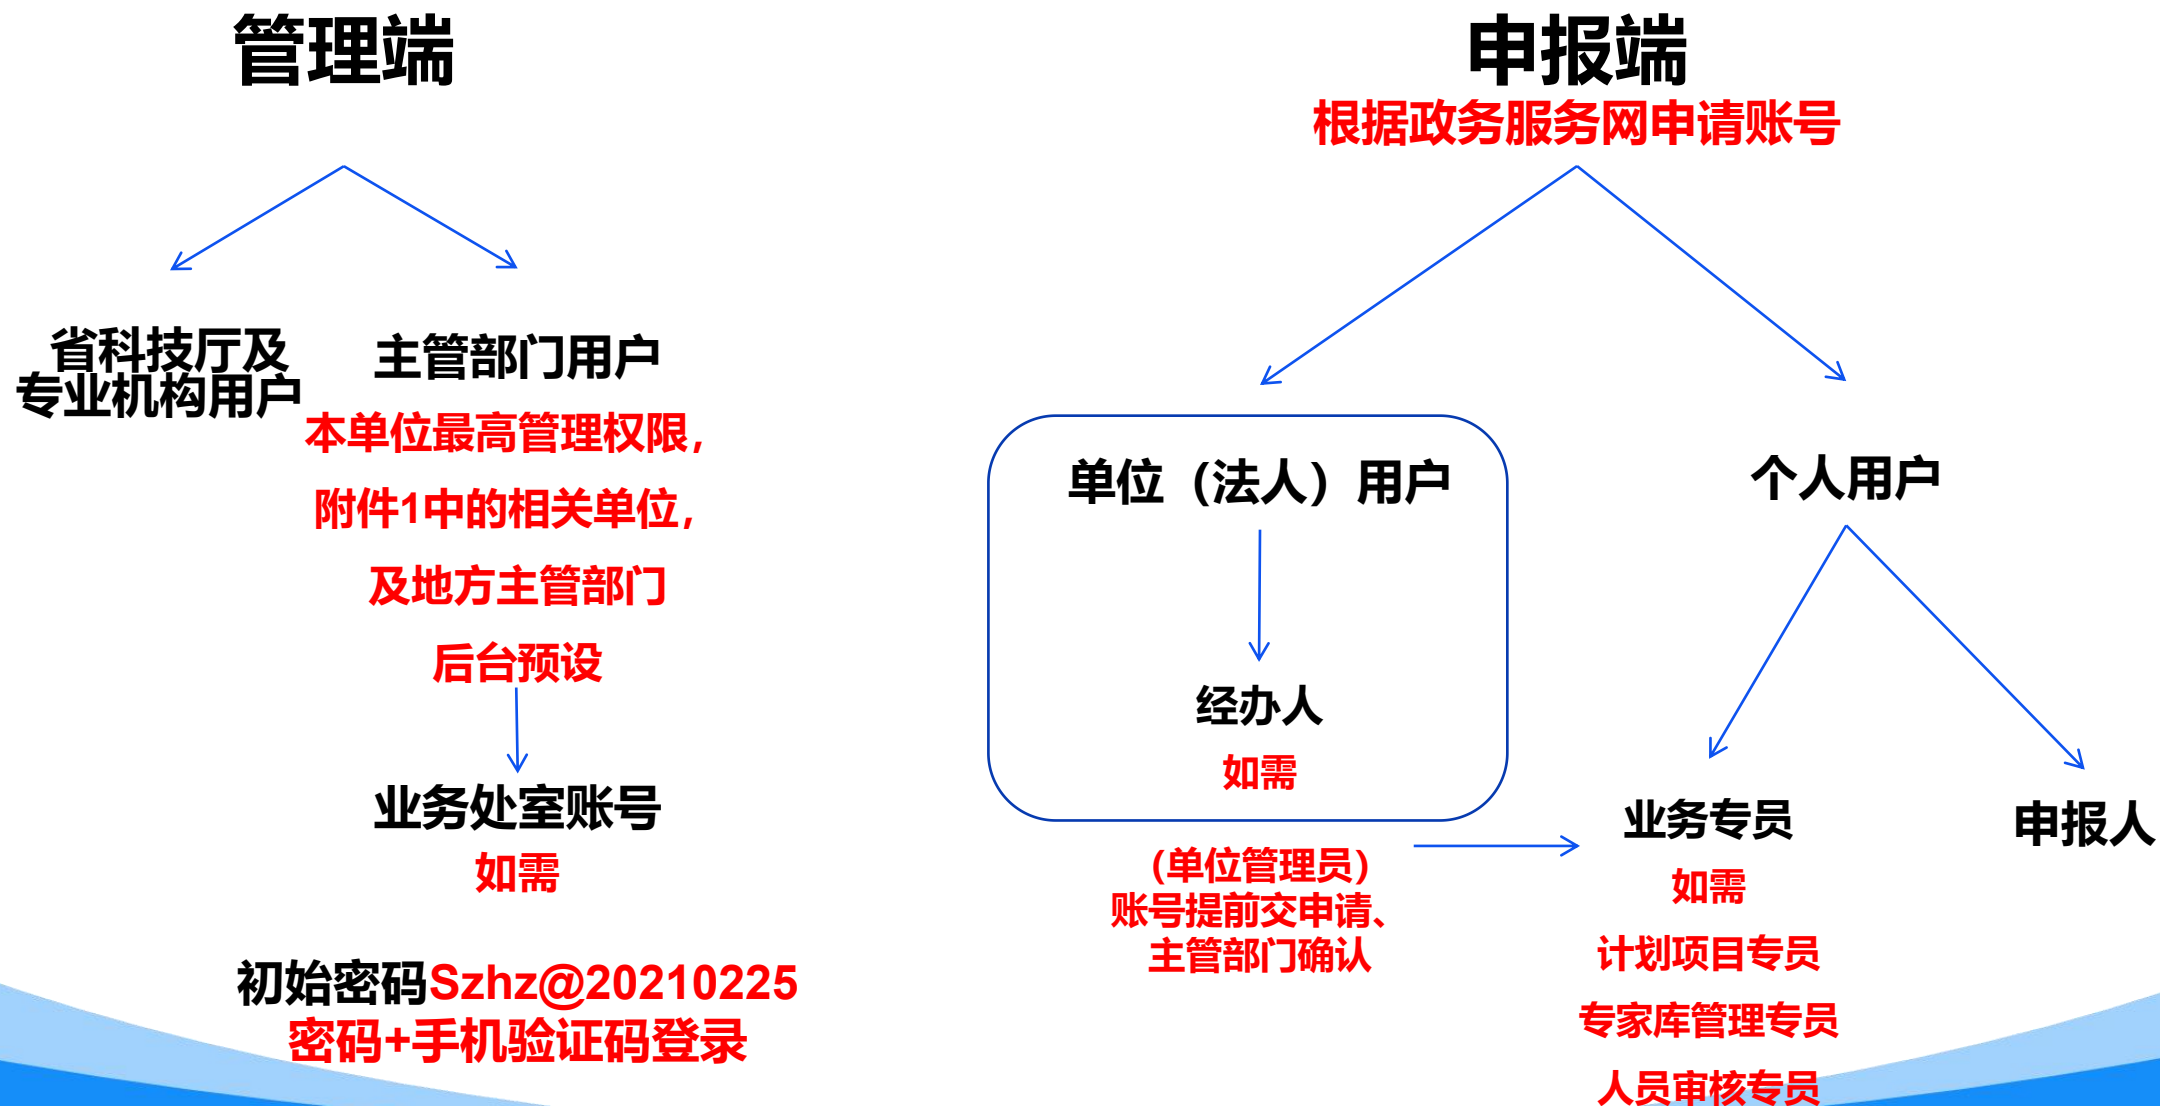 管理端
省科技厅及
专业机构用户
主管部门用户
本单位最高管理权限，
附件1中的相关单位，
及地方主管部门
后台预设
业务处室账号
如需
初始密码Szhz@20210225
密码+手机验证码登录
申报端
根据政务服务网申请账号
单位（法人）用户
经办人
如需
（单位管理员）
账号提前交申请、
主管部门确认
个人用户
业务专员
如需
计划项目专员
专家库管理专员
人员审核专员
申报人